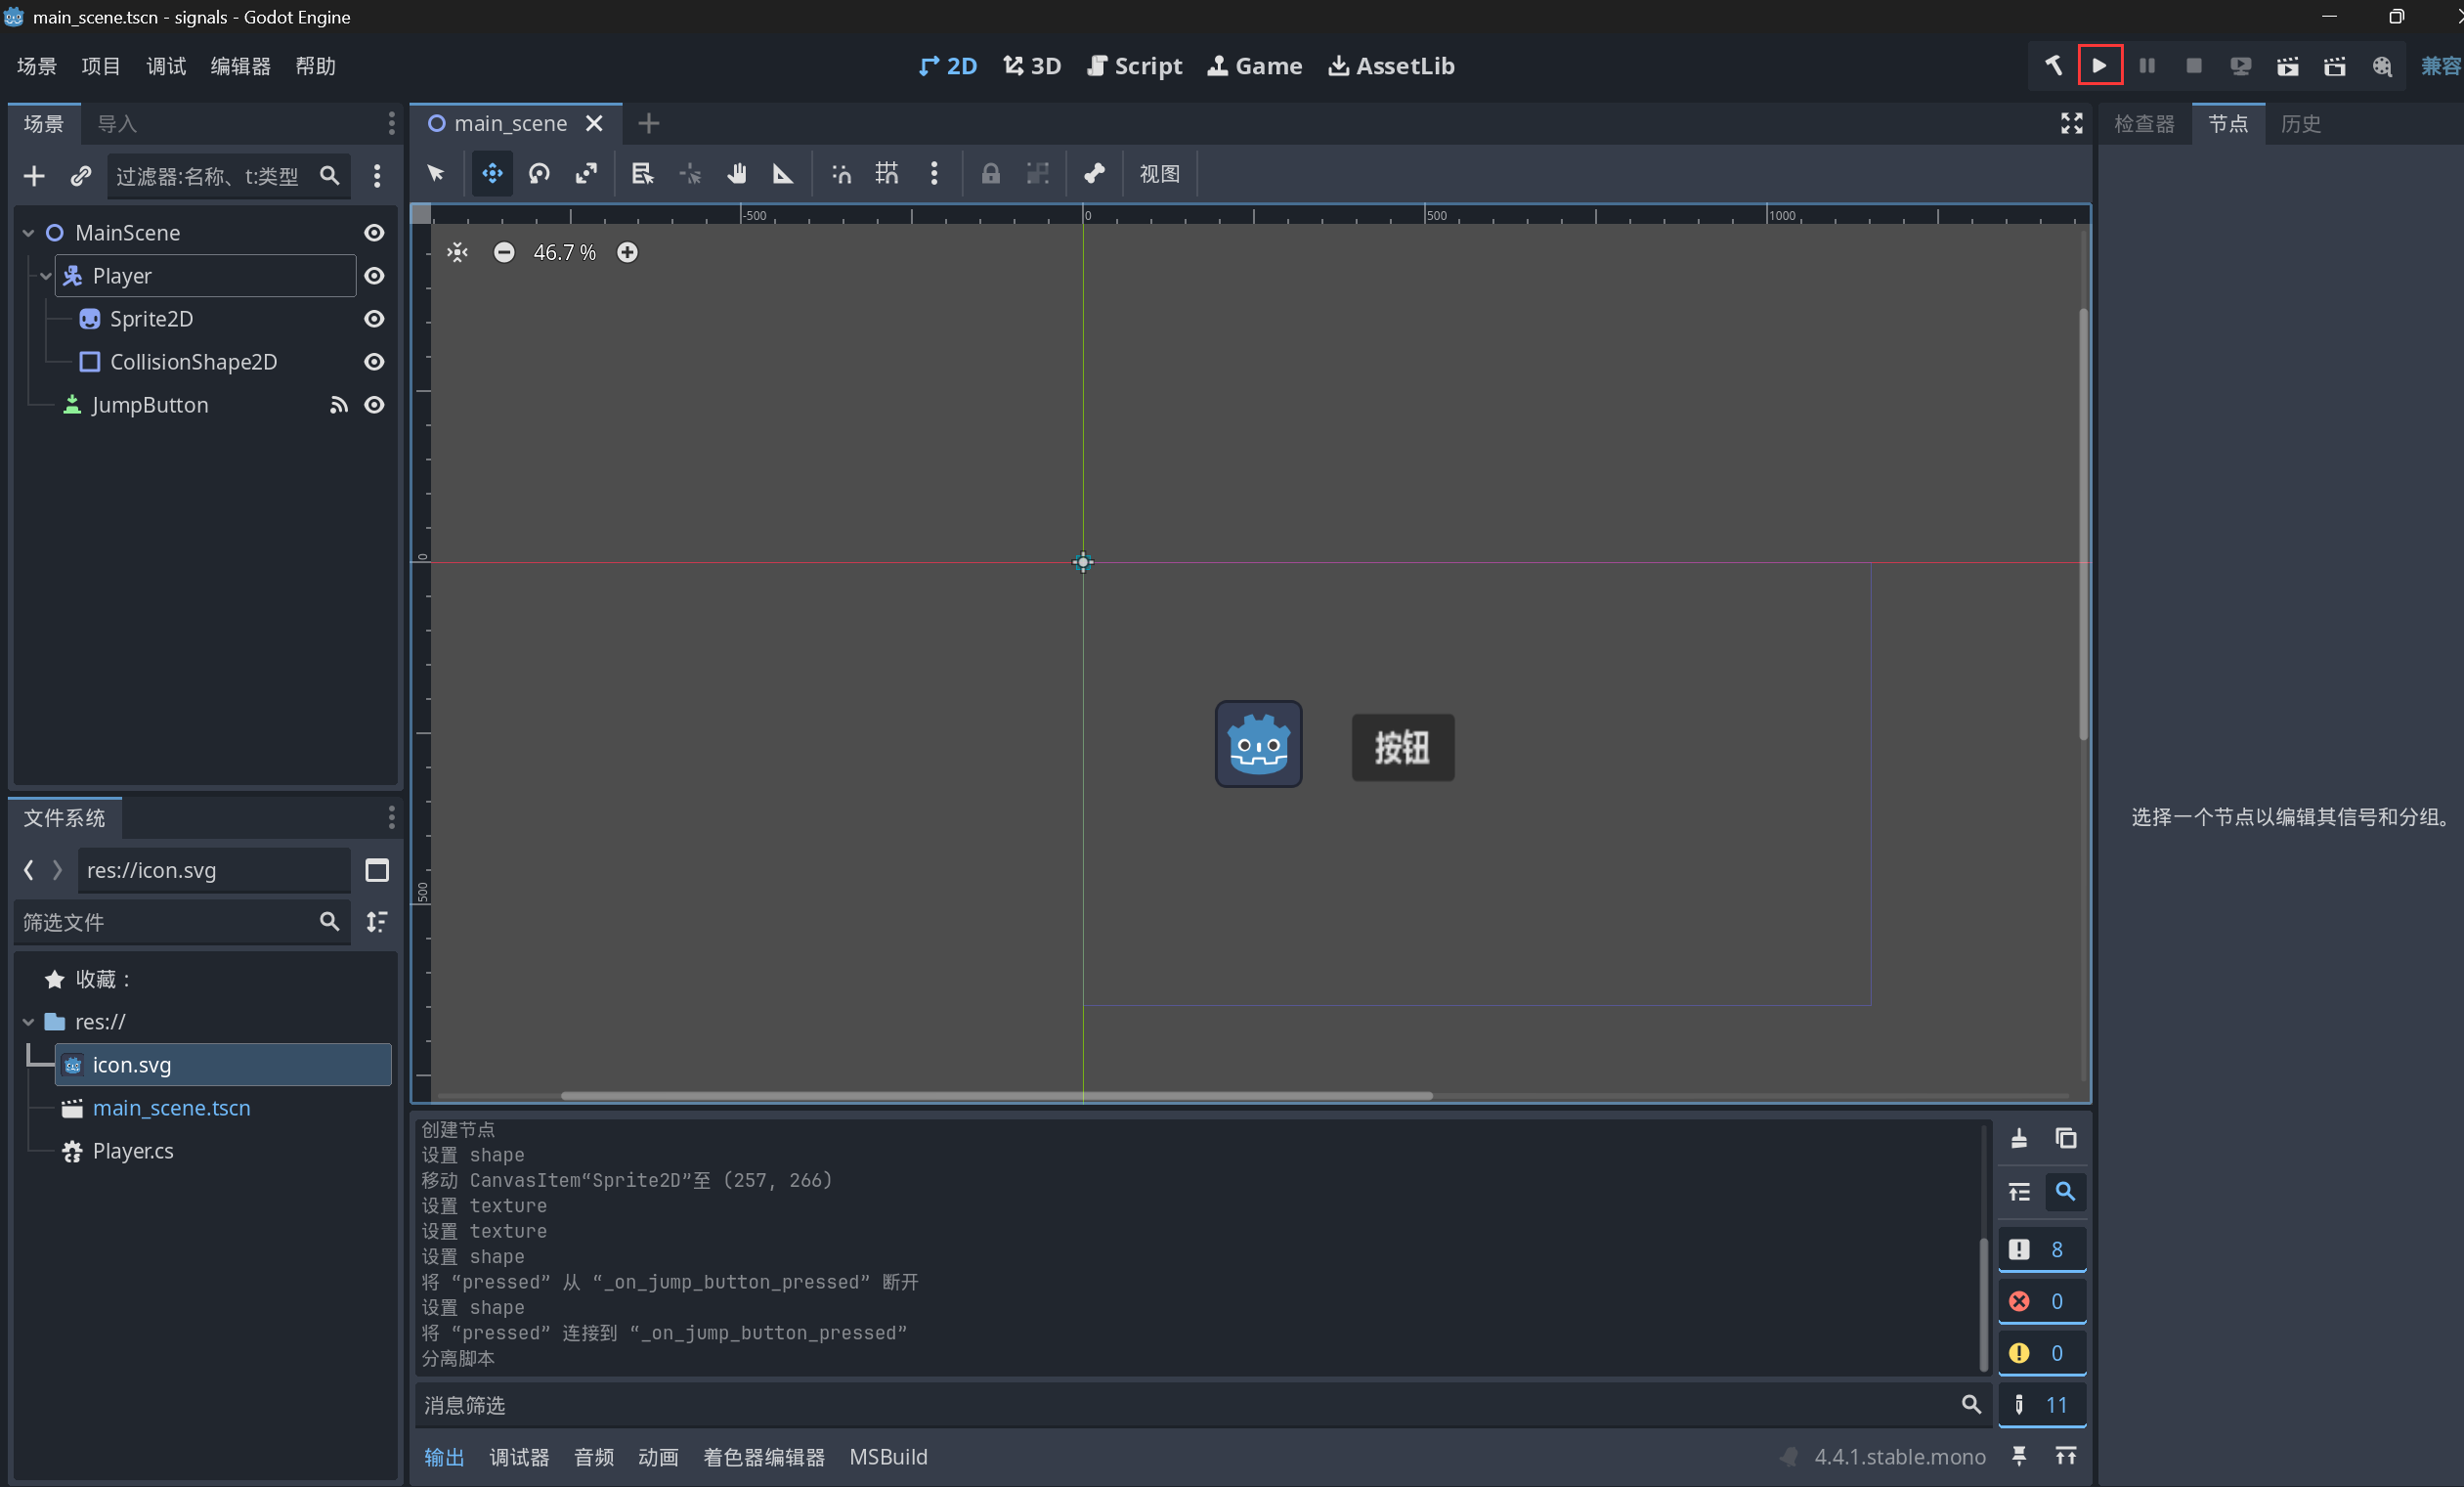 main_scene.tscn - signals - Godot Engine
场景 项目 调试 编辑器 帮助
2D 3D Script Game AssetLib
兼容
场景 导入
main_scene
检查器 节点 历史
过滤器:名称、t:类型
视图
-500 0 500 1000
MainScene
46.7 %
Player
Sprite2D
CollisionShape2D
JumpButton
0
按钮
文件系统
选择一个节点以编辑其信号和分组。
res://icon.svg
500
筛选文件
收藏：
res://
icon.svg
main_scene.tscn
Player.cs
创建节点
设置 shape
移动 CanvasItem“Sprite2D”至 (257, 266)
设置 texture
设置 texture
设置 shape
将 “pressed” 从 “_on_jump_button_pressed” 断开
设置 shape
将 “pressed” 连接到 “_on_jump_button_pressed”
分离脚本
8
0
0
11
消息筛选
输出 调试器 音频 动画 着色器编辑器 MSBuild
4.4.1.stable.mono